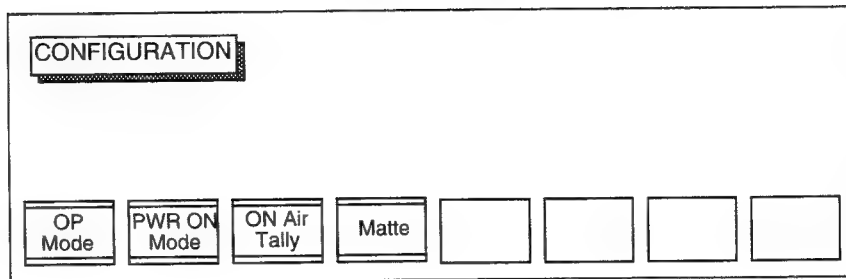 CONFIGURATION
OP
Mode
PWR ON
Mode
ON Air
Tally
Matte